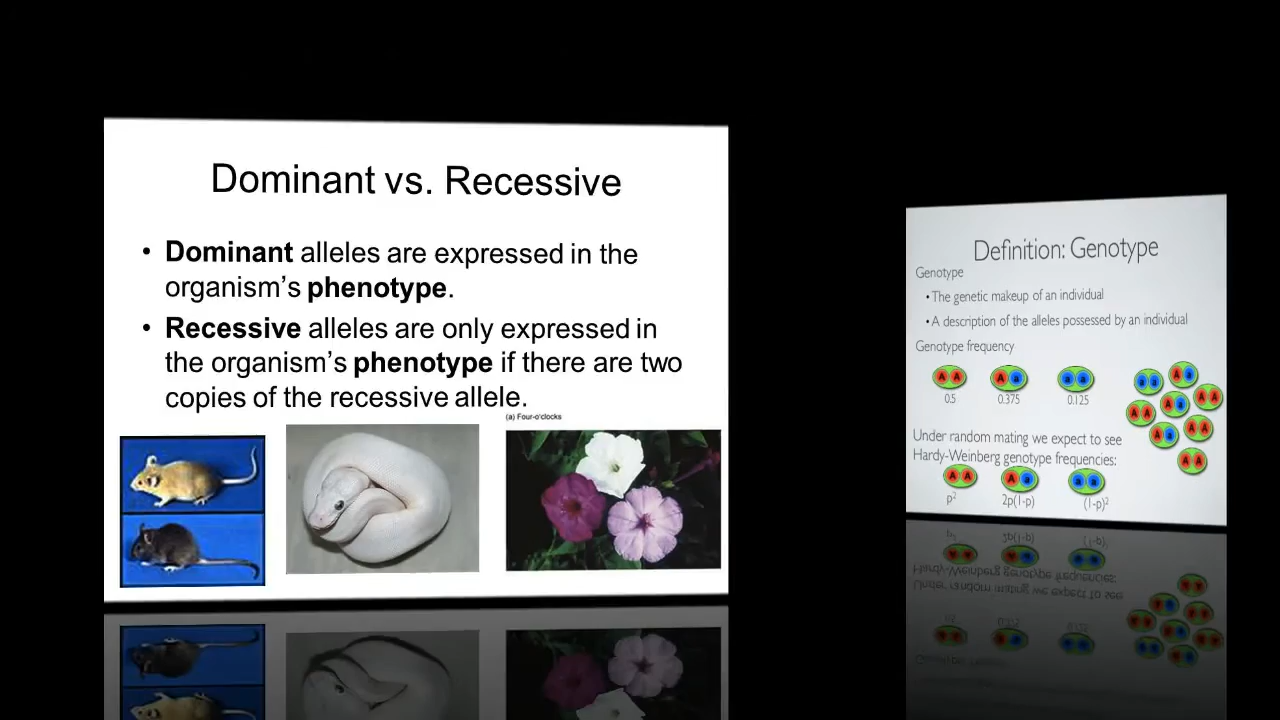 Dominant vs. Recessive
• Dominant alleles are expressed in the
organism's phenotype.
• Recessive alleles are only expressed in
the organism's phenotype if there are two
copies of the recessive allele.
(a) Four-o'clocks
Definition: Genotype
Genotype
• The genetic makeup of an individual
• A description of the alleles possessed by an individual
Genotype frequency
A A A a a a
0.5 0.375 0.125
a a A a
A a A A
A A A a A A
A A
Under random mating we expect to see
Hardy-Weinberg genotype frequencies:
A A A a a a
p² 2p(1-p) (1-p)²